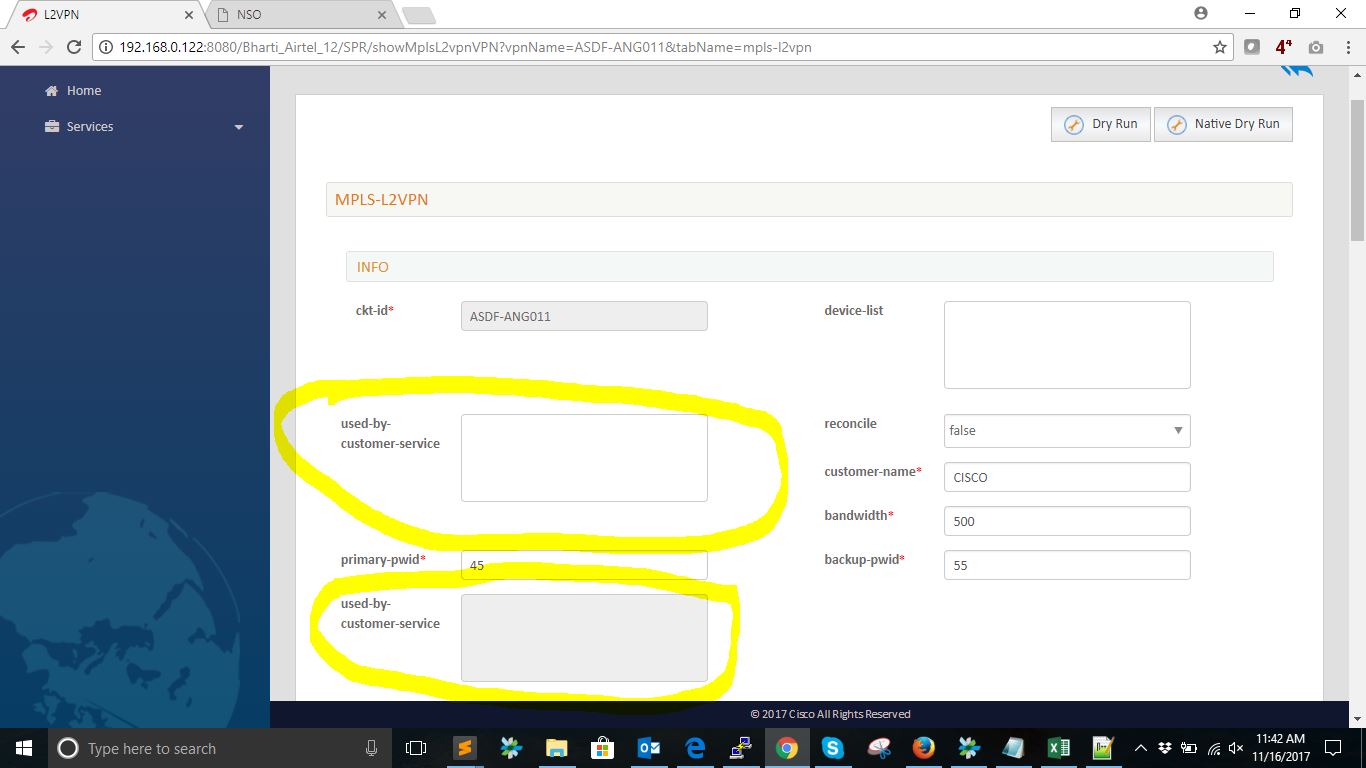 L2VPN
NSO
192.168.0.122:8080/Bharti_Airtel_12/SPR/showMplsL2vpnVPN?vpnName=ASDF-ANG011&tabName=mpls-l2vpn
Home
Services
Dry Run
Native Dry Run
MPLS-L2VPN
INFO
ckt-id*
ASDF-ANG011
device-list
used-by-
customer-service
reconcile
false
customer-name*
CISCO
bandwidth*
500
primary-pwid*
45
backup-pwid*
55
used-by-
customer-service
© 2017 Cisco All Rights Reserved
Type here to search
11:42 AM
11/16/2017